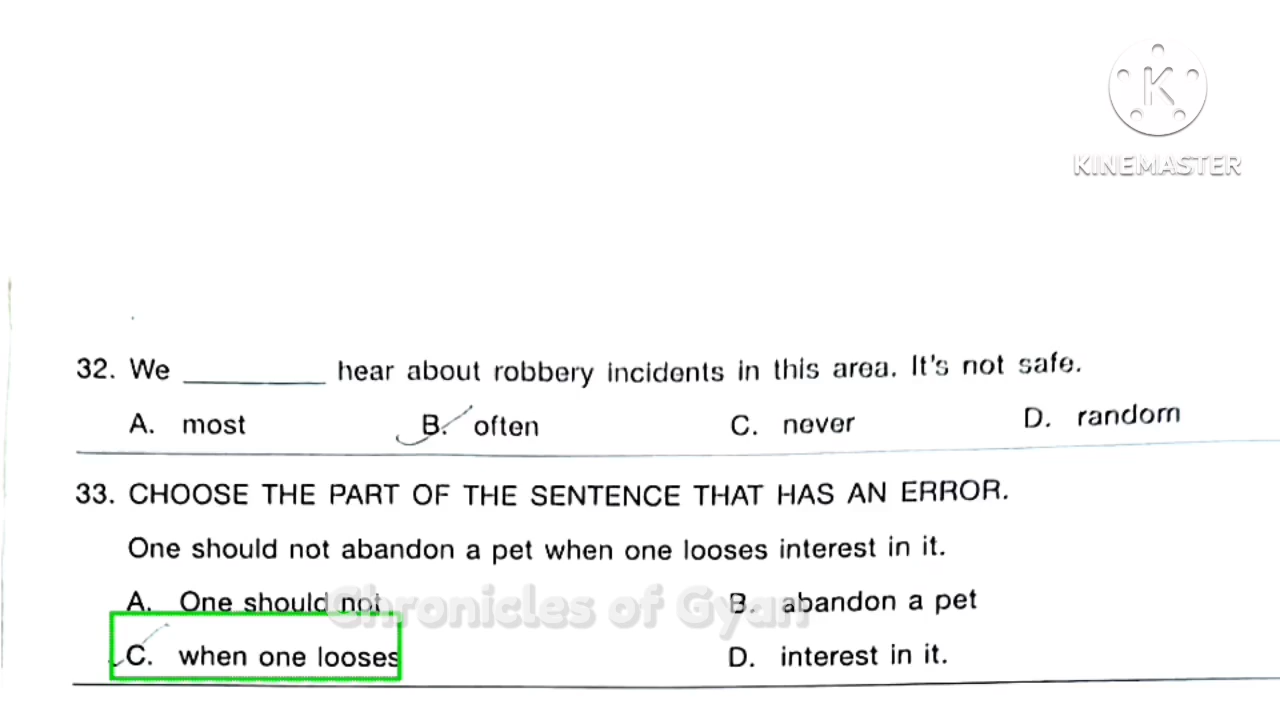 KINEMASTER
32. We ________ hear about robbery incidents in this area. It's not safe.
A. most B. often C. never D. random
33. CHOOSE THE PART OF THE SENTENCE THAT HAS AN ERROR.
One should not abandon a pet when one looses interest in it.
A. One should not B. abandon a pet
Chronicles of Gyan
C. when one looses D. interest in it.